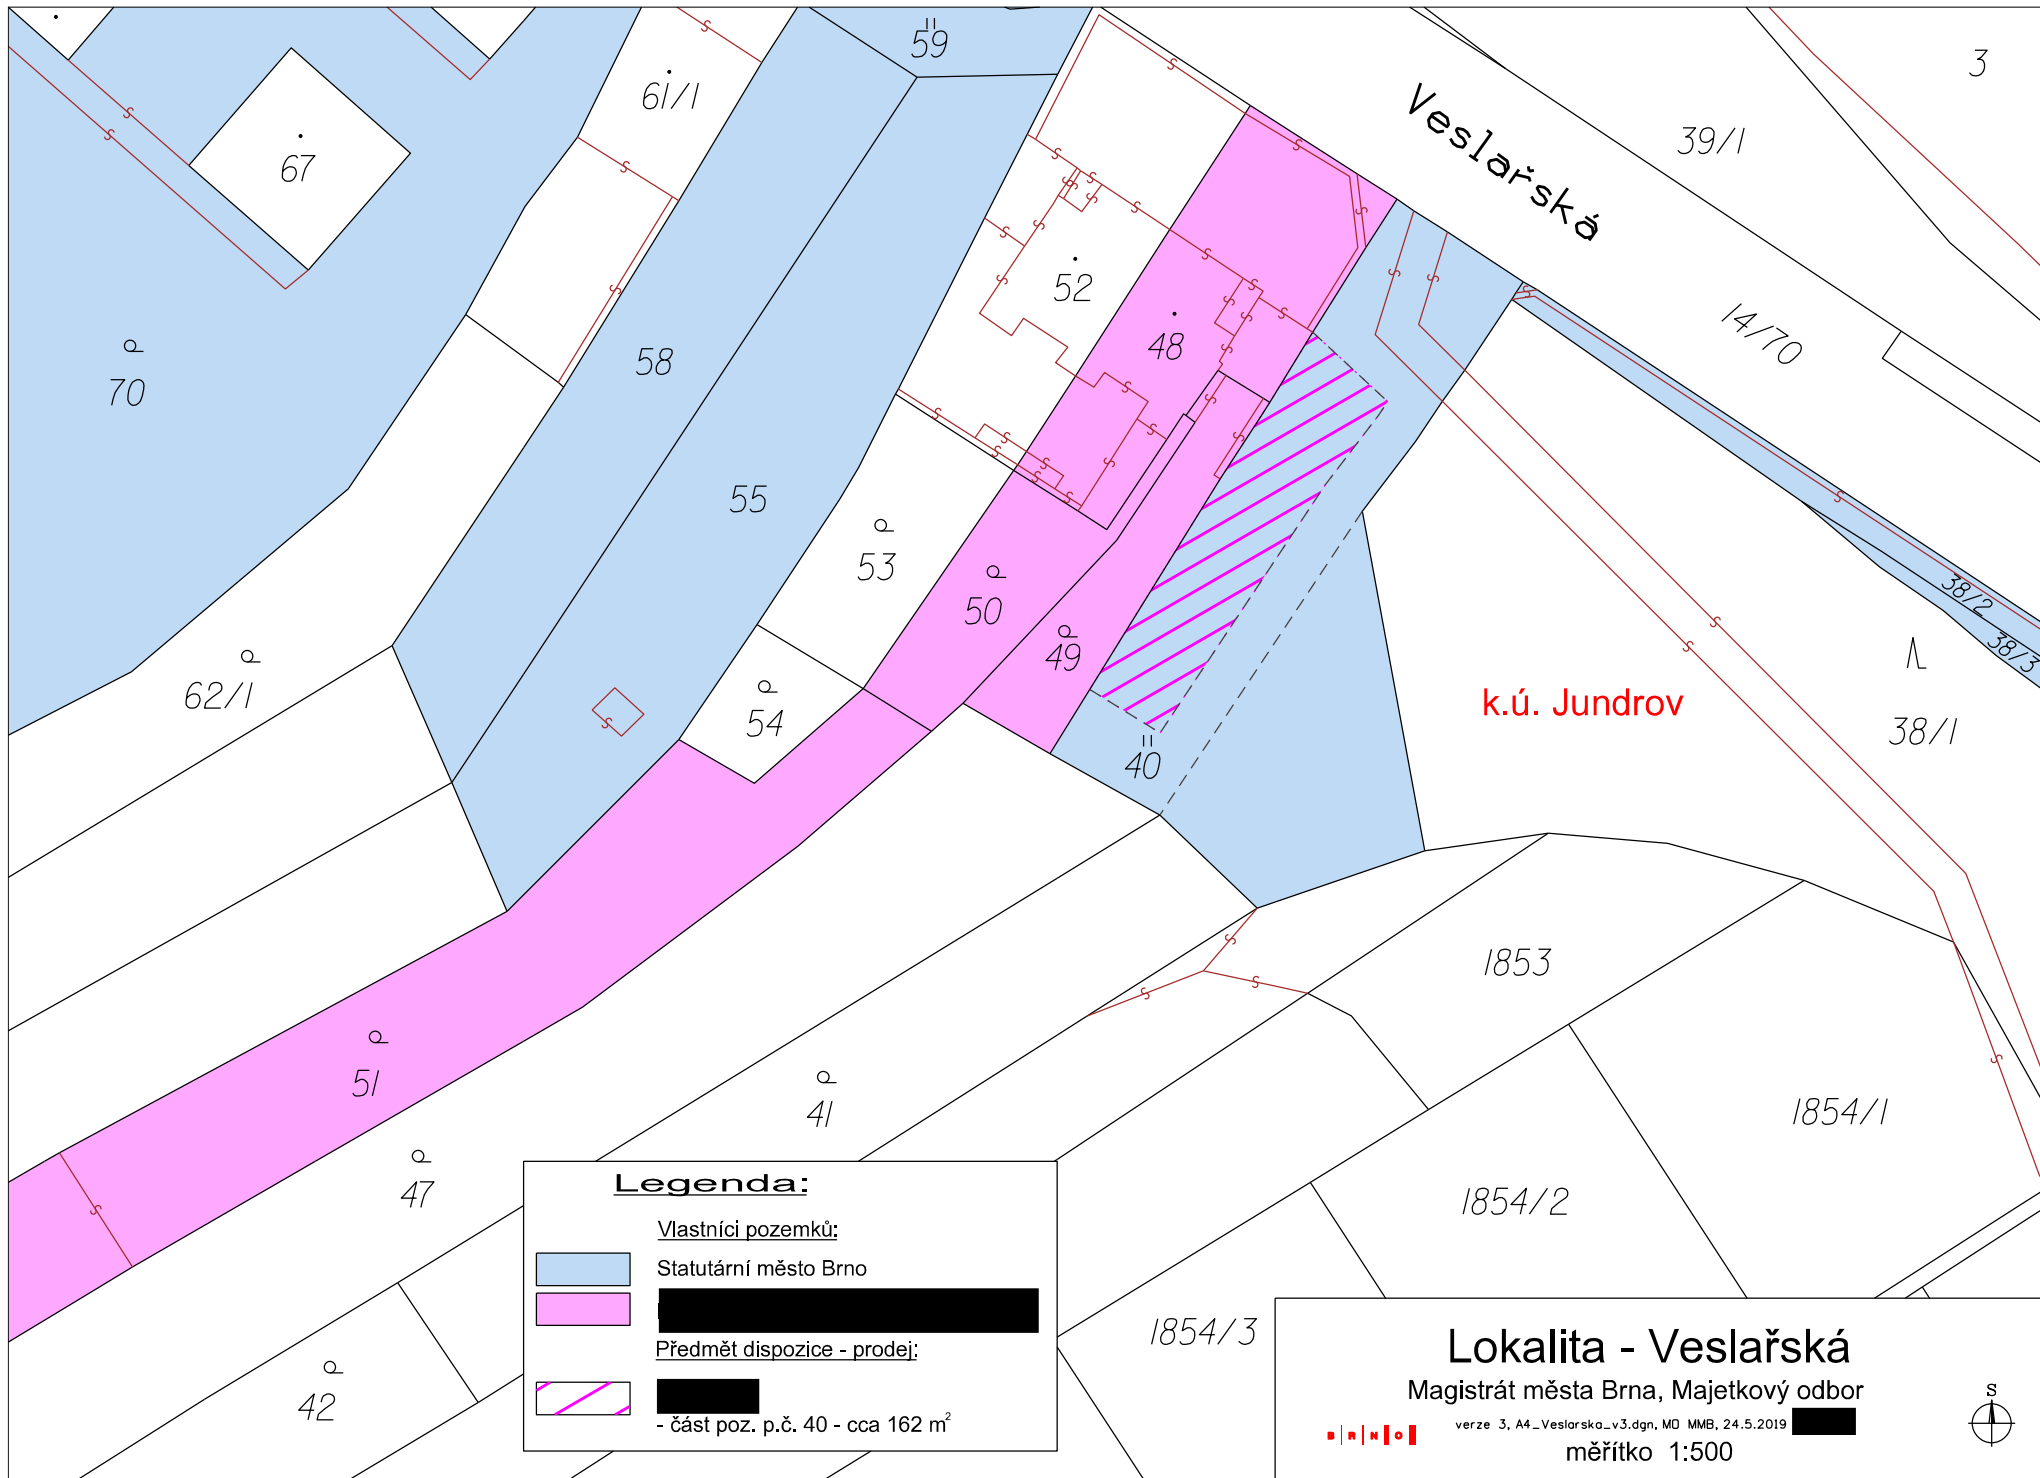 59
3
61/1
39/1
Veslařská
67
52
14/70
58
48
70
55
53
38/2
50
49
38/3
62/1
54
k.ú. Jundrov
38/1
40
1853
51
41
1854/1
47
1854/2
1854/3
42
Legenda:
Vlastníci pozemků:
Statutární město Brno
Předmět dispozice - prodej:
- část poz. p.č. 40 - cca 162 m²
Lokalita - Veslařská
Magistrát města Brna, Majetkový odbor
verze 3, A4_Veslarska_v3.dgn, MO MMB, 24.5.2019
B R N O
měřítko 1:500
S